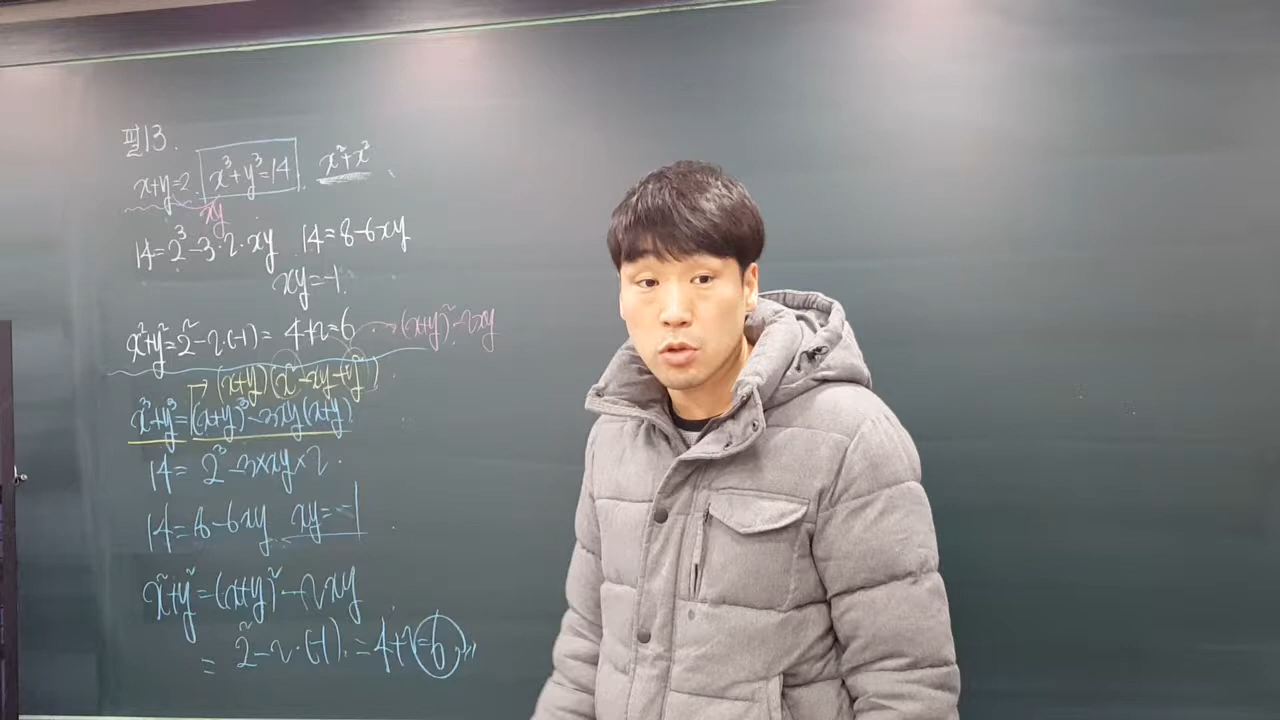 필13.
x+y=2. x³+y³=14. x²+x²
xy
14=2³-3·2·xy 14=8-6xy
xy=-1.
x²+y²=2²-2·(-1)=4+2=6 → (x+y)²-2xy
→(x+y)(x²-xy+y²)
x³+y³=(x+y)³-3xy(x+y)
14=2³-3×xy×2.
14=8-6xy xy=-1
x²+y²=(x+y)²-2xy
=2²-2·(-1).=4+2=6